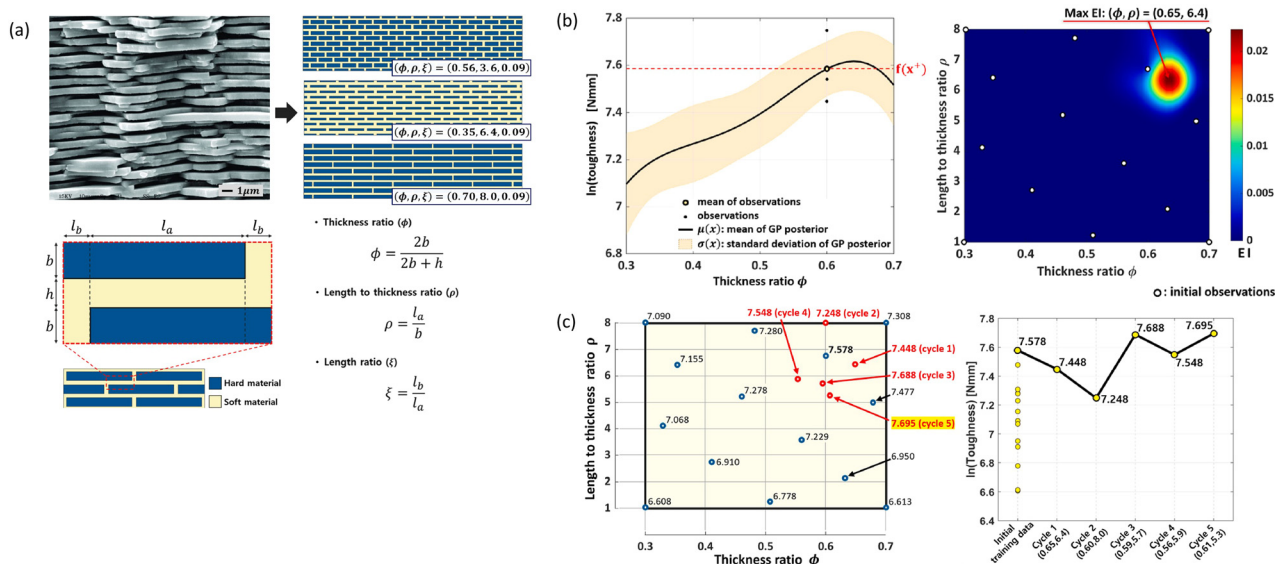 (a)
1μm
(ϕ, ρ, ξ) = (0.56, 3.6, 0.09)
(ϕ, ρ, ξ) = (0.35, 6.4, 0.09)
(ϕ, ρ, ξ) = (0.70, 8.0, 0.09)
l_b l_a l_b
b
h
b
Hard material
Soft material
• Thickness ratio (ϕ)
ϕ = 2b / (2b + h)
• Length to thickness ratio (ρ)
ρ = l_a / b
• Length ratio (ξ)
ξ = l_b / l_a
(b)
ln(toughness) [Nmm]
7.8
7.6
7.4
7.2
7
6.8
f(x⁺)
mean of observations
observations
μ(x): mean of GP posterior
σ(x): standard deviation of GP posterior
0.3 0.4 0.5 0.6 0.7
Thickness ratio ϕ
Max EI: (ϕ, ρ) = (0.65, 6.4)
Length to thickness ratio ρ
8
7
6
5
4
3
2
1
0.3 0.4 0.5 0.6 0.7
Thickness ratio ϕ
0.02
0.015
0.01
0.005
0
EI
: initial observations
(c)
Length to thickness ratio ρ
8
7
6
5
4
3
2
1
7.548 (cycle 4)
7.248 (cycle 2)
7.090
7.308
7.280
7.578
7.155
7.448 (cycle 1)
7.688 (cycle 3)
7.278
7.477
7.695 (cycle 5)
7.068
7.229
6.910
6.950
6.778
6.608
6.613
0.3 0.4 0.5 0.6 0.7
Thickness ratio ϕ
ln(Toughness) [Nmm]
7.8
7.6
7.4
7.2
7
6.8
6.6
6.4
7.578
7.448
7.248
7.688
7.548
7.695
Initial
training data
Cycle 1
(0.65,6.4)
Cycle 2
(0.60,8.0)
Cycle 3
(0.59,5.7)
Cycle 4
(0.56,5.9)
Cycle 5
(0.61,5.3)